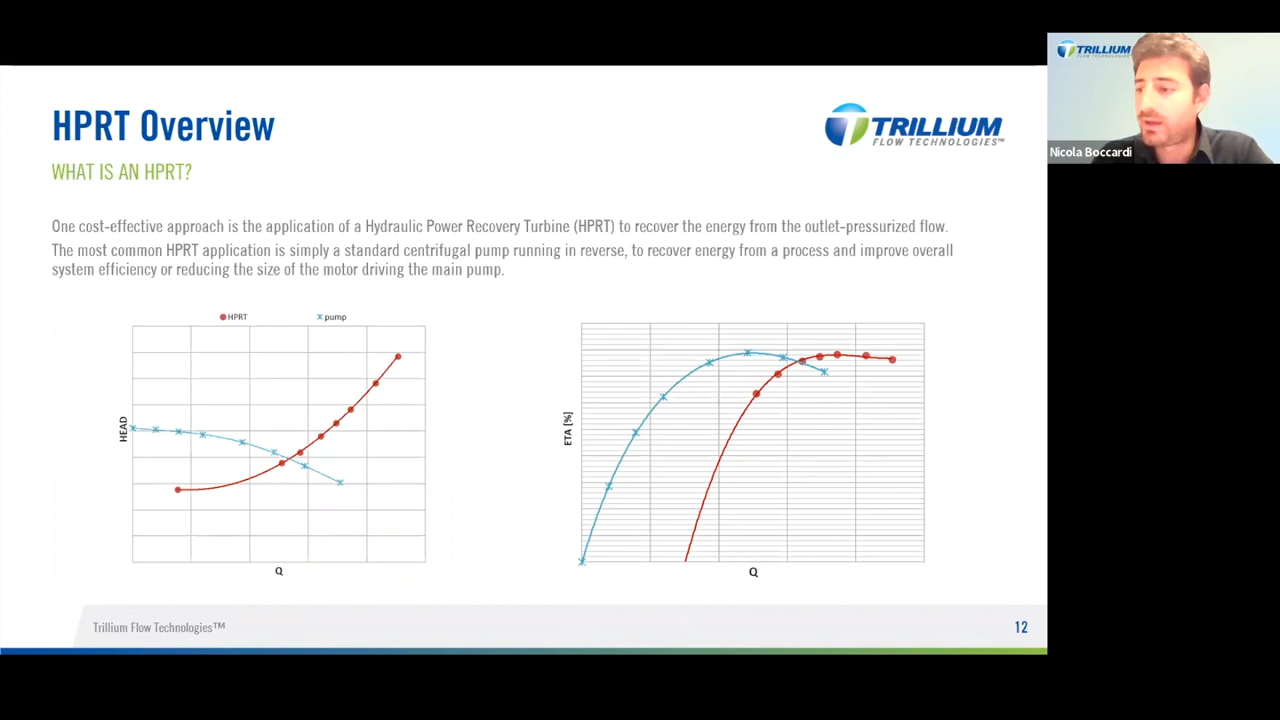 HPRT Overview
TRILLIUM
FLOW TECHNOLOGIES™
WHAT IS AN HPRT?
One cost-effective approach is the application of a Hydraulic Power Recovery Turbine (HPRT) to recover the energy from the outlet-pressurized flow.
The most common HPRT application is simply a standard centrifugal pump running in reverse, to recover energy from a process and improve overall
system efficiency or reducing the size of the motor driving the main pump.
HPRT
pump
HEAD
Q
ETA [%]
Q
Trillium Flow Technologies™
12
TRILLIUM
FLOW TECHNOLOGIES
Nicola Boccardi